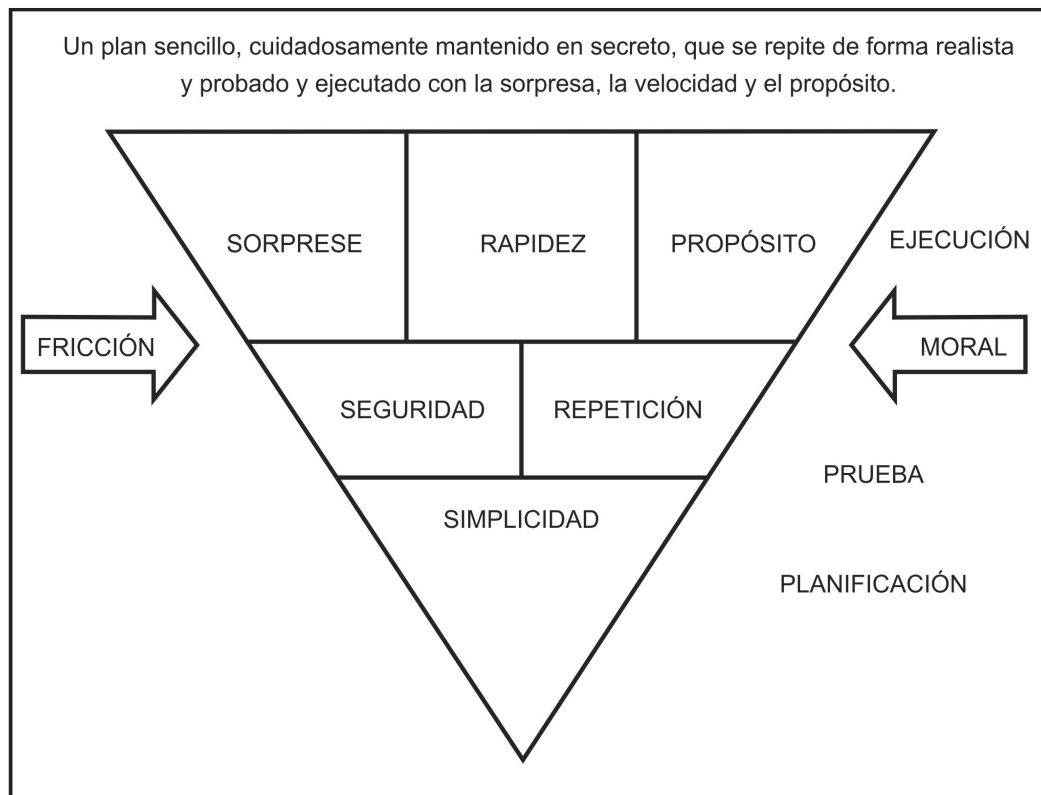 Un plan sencillo, cuidadosamente mantenido en secreto, que se repite de forma realista
y probado y ejecutado con la sorpresa, la velocidad y el propósito.
SORPRESE
RAPIDEZ
PROPÓSITO
EJECUCIÓN
FRICCIÓN
MORAL
SEGURIDAD
REPETICIÓN
PRUEBA
SIMPLICIDAD
PLANIFICACIÓN